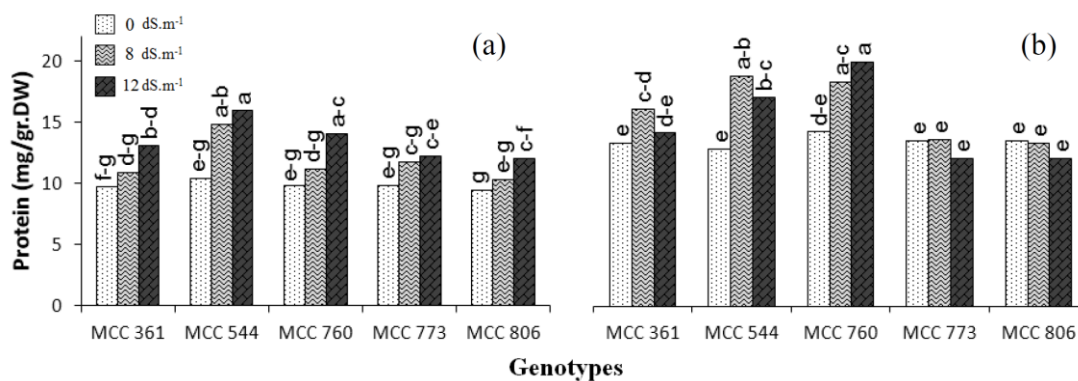 0 dS.m-1
8 dS.m-1
12 dS.m-1
(a)
(b)
Protein (mg/gr.DW)
20
15
10
5
0
f-g
d-g
b-d
e-g
a-b
a
e-g
d-g
a-c
e-g
c-g
c-e
g
e-g
c-f
e
c-d
d-e
e
a-b
b-c
d-e
a-c
a
e
e
e
e
e
e
MCC 361 MCC 544 MCC 760 MCC 773 MCC 806
MCC 361 MCC 544 MCC 760 MCC 773 MCC 806
Genotypes